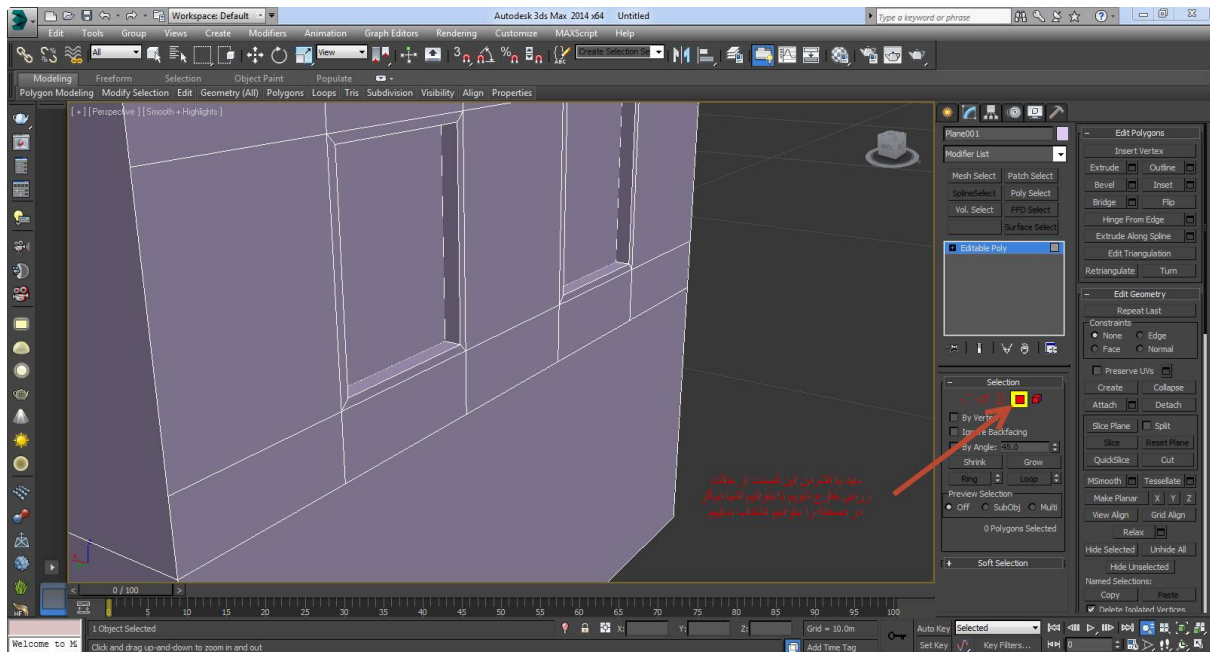 Workspace: Default
Autodesk 3ds Max 2014 x64 Untitled
Type a keyword or phrase
Edit Tools Group Views Create Modifiers Animation Graph Editors Rendering Customize MAXScript Help
All
View
Create Selection Se
Modeling Freeform Selection Object Paint Populate
Polygon Modeling Modify Selection Edit Geometry (All) Polygons Loops Tris Subdivision Visibility Align Properties
[ + ] [ Perspective ] [ Smooth + Highlights ]
Plane001
Modifier List
Mesh Select Patch Select
SplineSelect Poly Select
Vol. Select FFD Select
Surface Select
Editable Poly
Selection
By Vertex
Ignore Backfacing
By Angle: 45.0
Shrink Grow
Ring Loop
Preview Selection
Off SubObj Multi
0 Polygons Selected
Soft Selection
Edit Polygons
Insert Vertex
Extrude Outline
Bevel Inset
Bridge Flip
Hinge From Edge
Extrude Along Spline
Edit Triangulation
Retriangulate Turn
Edit Geometry
Repeat Last
Constraints
None Edge
Face Normal
Preserve UVs
Create Collapse
Attach Detach
Slice Plane Split
Slice Reset Plane
QuickSlice Cut
MSmooth Tessellate
Make Planar X Y Z
View Align Grid Align
Relax
Hide Selected Unhide All
Hide Unselected
Named Selections:
Copy Paste
Delete Isolated Vertices
0 / 100
0 5 10 15 20 25 30 35 40 45 50 55 60 65 70 75 80 85 90 95 100
1 Object Selected
X: Y: Z:
Grid = 10.0m
Auto Key Selected
Welcome to M
Click and drag up-and-down to zoom in and out
Add Time Tag
Set Key Key Filters... 0